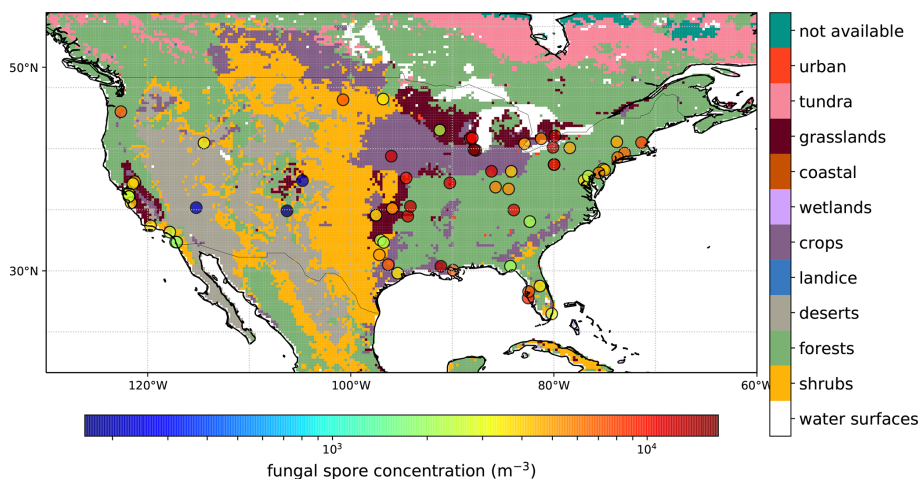 50°N
30°N
120°W
100°W
80°W
60°W
not available
urban
tundra
grasslands
coastal
wetlands
crops
landice
deserts
forests
shrubs
water surfaces
10³
10⁴
fungal spore concentration (m⁻³)